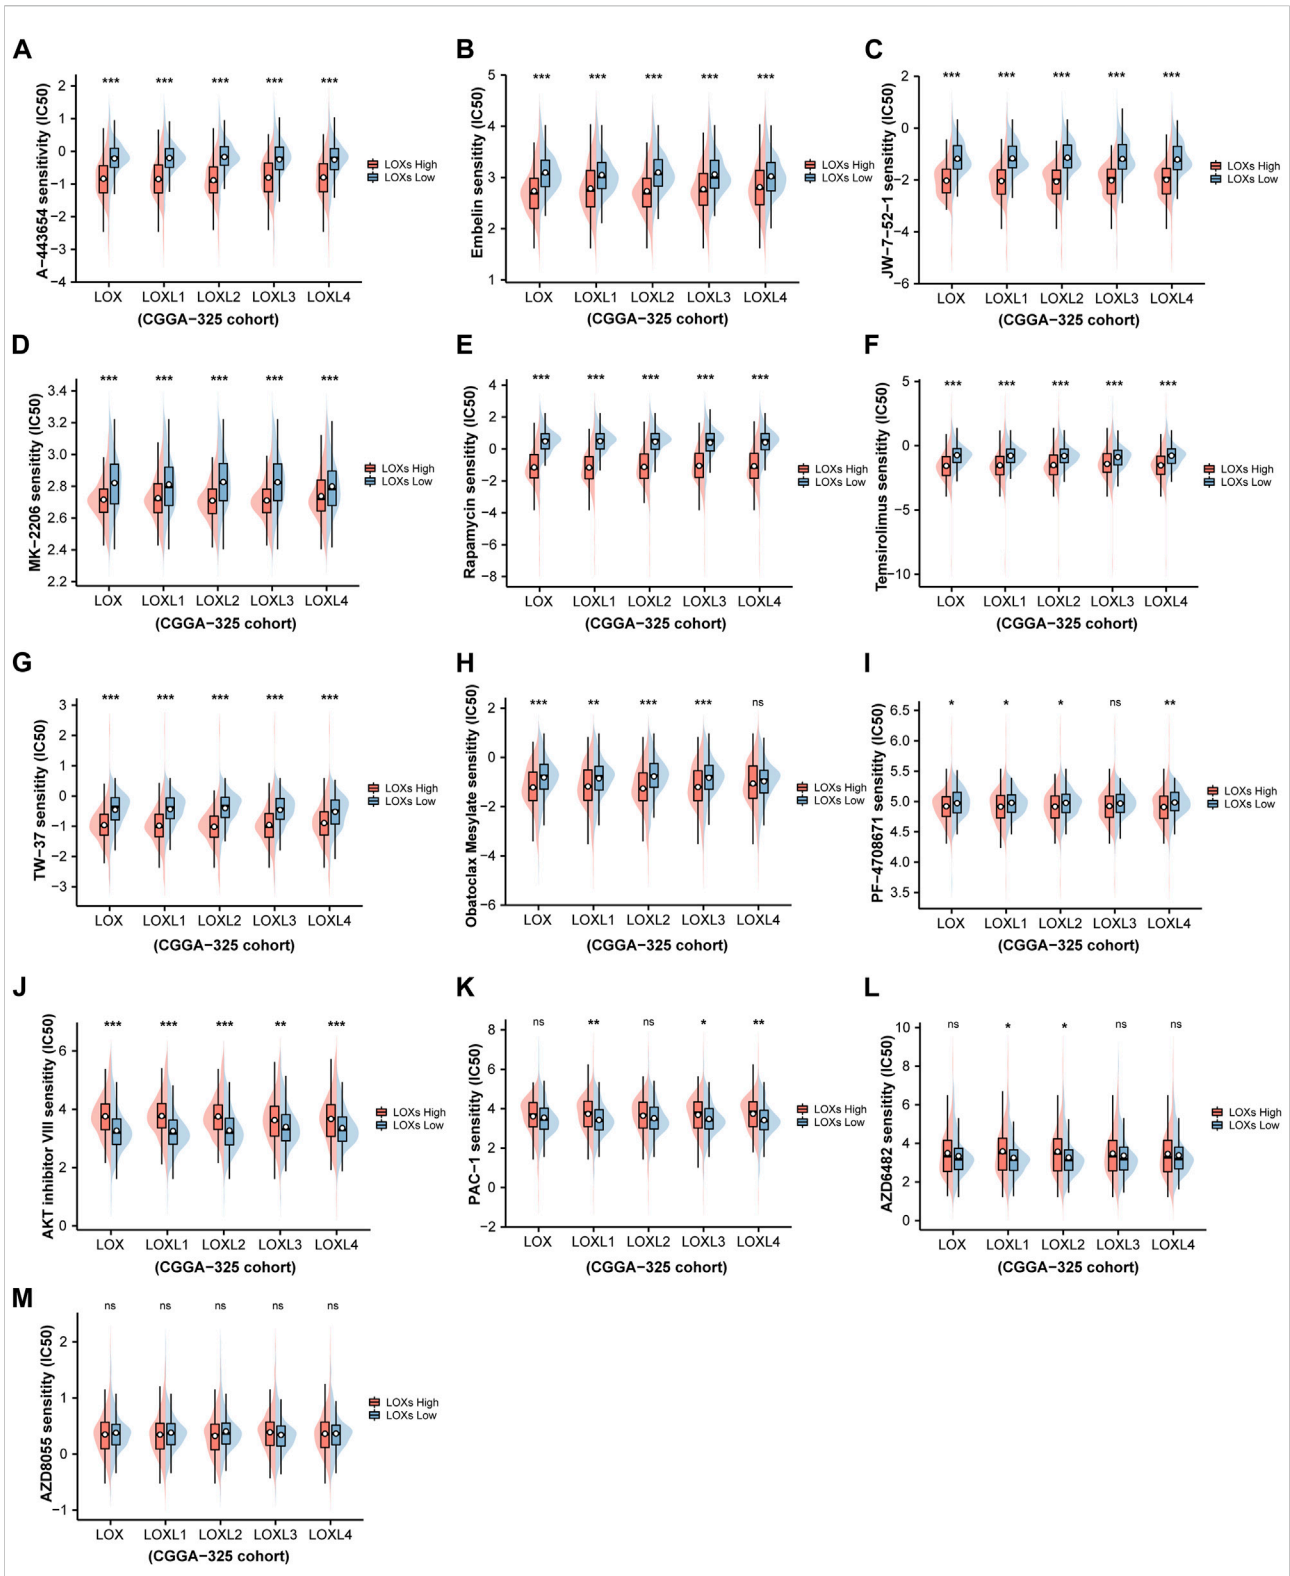 A
A−443654 sensitivity (IC50)
2
1
0
−1
−2
−3
−4
*** *** *** *** ***
LOX LOXL1 LOXL2 LOXL3 LOXL4
(CGGA−325 cohort)
LOXs High
LOXs Low
B
Embelin sensitity (IC50)
5
4
3
2
1
*** *** *** *** ***
LOX LOXL1 LOXL2 LOXL3 LOXL4
(CGGA−325 cohort)
LOXs High
LOXs Low
C
JW−7−52−1 sensitity (IC50)
2
0
−2
−4
−6
*** *** *** *** ***
LOX LOXL1 LOXL2 LOXL3 LOXL4
(CGGA−325 cohort)
LOXs High
LOXs Low
D
MK−2206 sensitity (IC50)
3.4
3.2
3.0
2.8
2.6
2.4
2.2
*** *** *** *** ***
LOX LOXL1 LOXL2 LOXL3 LOXL4
(CGGA−325 cohort)
LOXs High
LOXs Low
E
Rapamycin sensitity (IC50)
4
2
0
−2
−4
−6
−8
*** *** *** *** ***
LOX LOXL1 LOXL2 LOXL3 LOXL4
(CGGA−325 cohort)
LOXs High
LOXs Low
F
Temsirolimus sensitity (IC50)
5
0
−5
−10
*** *** *** *** ***
LOX LOXL1 LOXL2 LOXL3 LOXL4
(CGGA−325 cohort)
LOXs High
LOXs Low
G
TW−37 sensitity (IC50)
3
2
1
0
−1
−2
−3
*** *** *** *** ***
LOX LOXL1 LOXL2 LOXL3 LOXL4
(CGGA−325 cohort)
LOXs High
LOXs Low
H
Obatoclax Mesylate sensitity (IC50)
2
0
−2
−4
−6
*** ** *** *** ns
LOX LOXL1 LOXL2 LOXL3 LOXL4
(CGGA−325 cohort)
LOXs High
LOXs Low
I
PF−4708671 sensitity (IC50)
6.5
6.0
5.5
5.0
4.5
4.0
3.5
* * * ns **
LOX LOXL1 LOXL2 LOXL3 LOXL4
(CGGA−325 cohort)
LOXs High
LOXs Low
J
AKT inhibitor VIII sensitity (IC50)
6
4
2
0
*** *** *** ** ***
LOX LOXL1 LOXL2 LOXL3 LOXL4
(CGGA−325 cohort)
LOXs High
LOXs Low
K
PAC−1 sensitity (IC50)
8
6
4
2
0
−2
ns ** ns * **
LOX LOXL1 LOXL2 LOXL3 LOXL4
(CGGA−325 cohort)
LOXs High
LOXs Low
L
AZD6482 sensitity (IC50)
10
8
6
4
2
0
ns * * ns ns
LOX LOXL1 LOXL2 LOXL3 LOXL4
(CGGA−325 cohort)
LOXs High
LOXs Low
M
AZD8055 sensitity (IC50)
2
1
0
−1
ns ns ns ns ns
LOX LOXL1 LOXL2 LOXL3 LOXL4
(CGGA−325 cohort)
LOXs High
LOXs Low